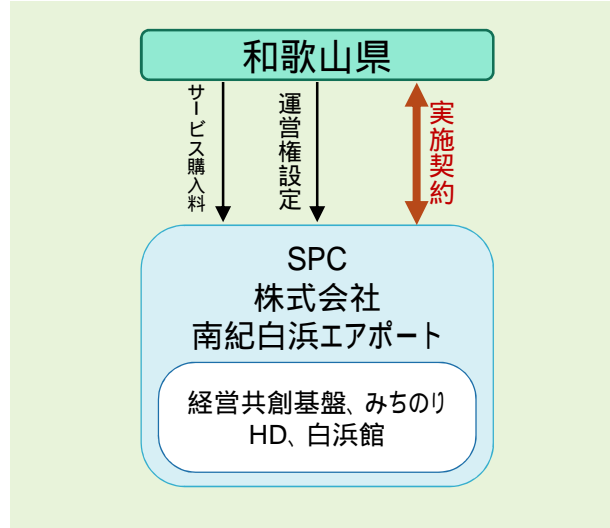 和歌山県
サービス購入料
運営権設定
実施契約
SPC
株式会社
南紀白浜エアポート
経営共創基盤、みちのり
HD、白浜館